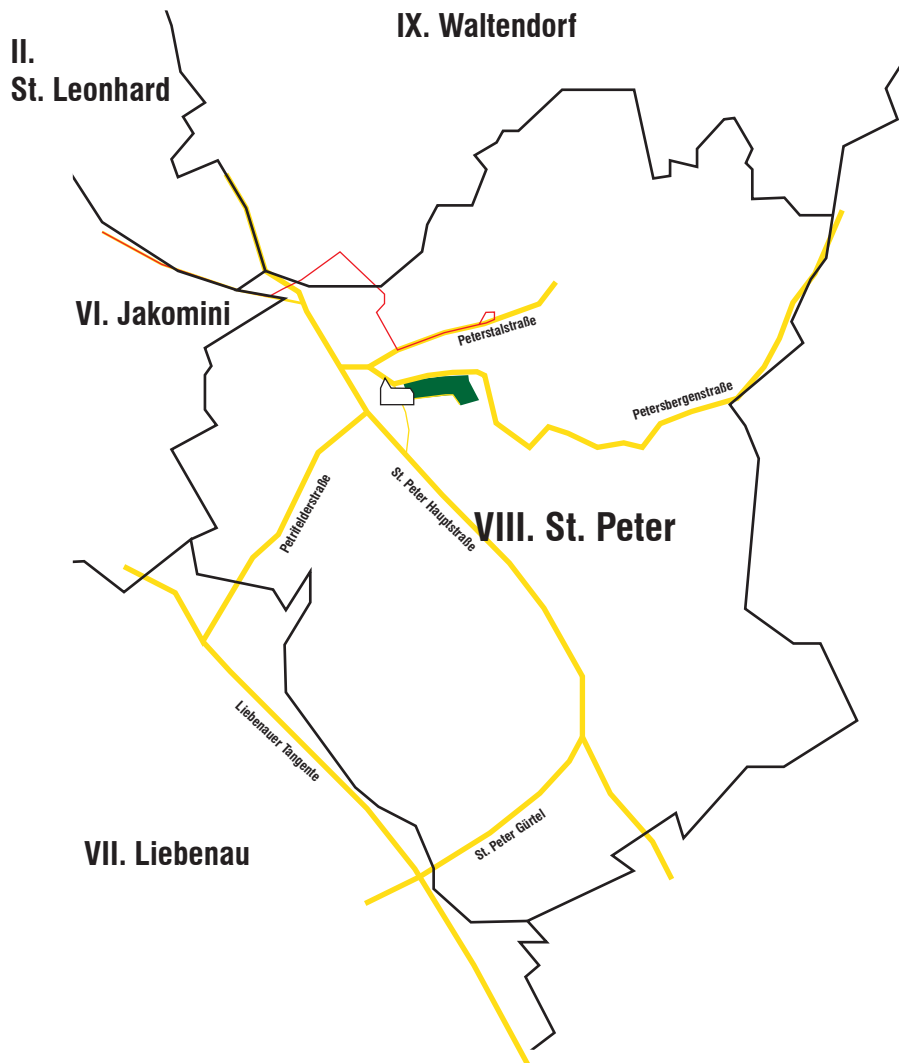 IX. Waltendorf
II.
St. Leonhard
VI. Jakomini
Peterstalstraße
Petersbergenstraße
Petrifelderstraße
St. Peter Hauptstraße
VIII. St. Peter
Liebenauer Tangente
St. Peter Gürtel
VII. Liebenau